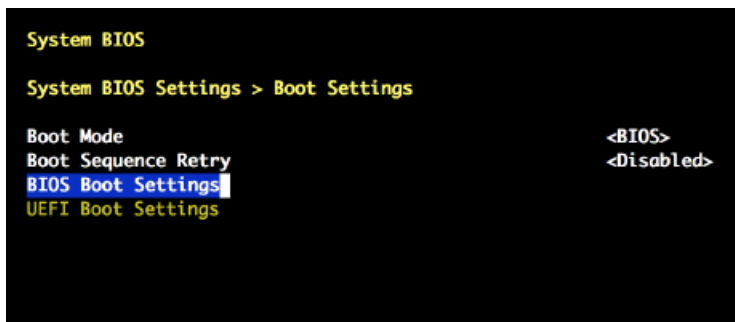 System BIOS
System BIOS Settings > Boot Settings
Boot Mode <BIOS>
Boot Sequence Retry <Disabled>
BIOS Boot Settings
UEFI Boot Settings